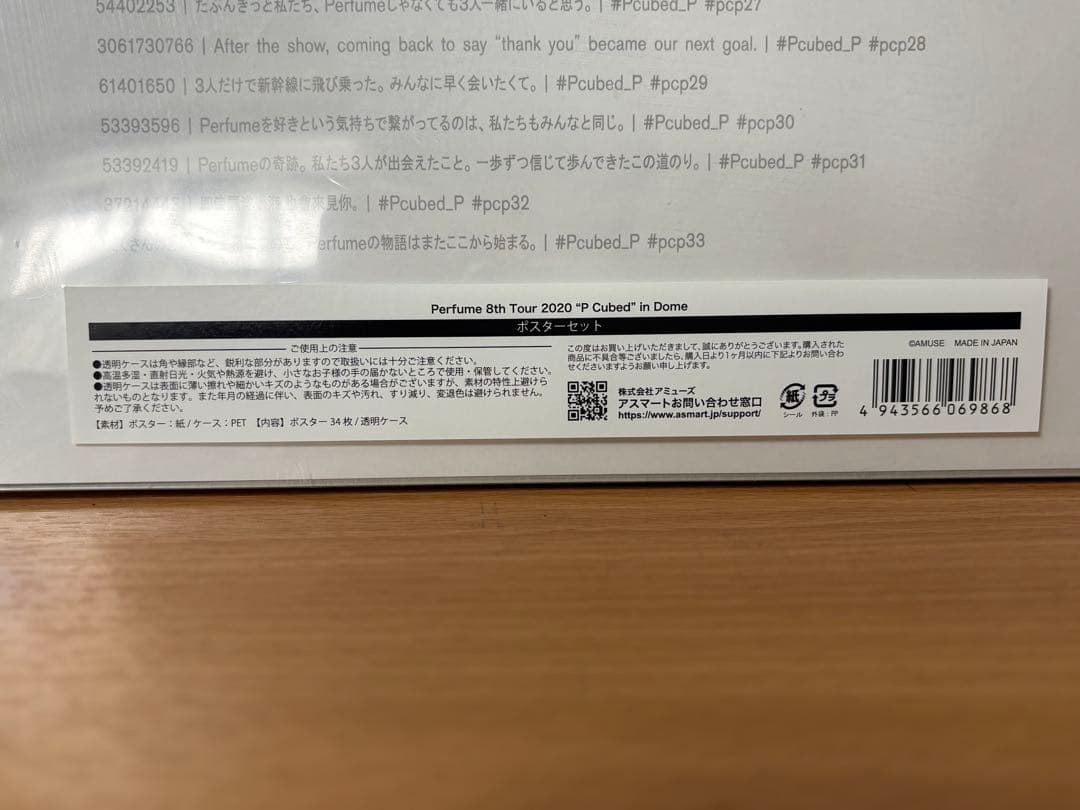 54402253 | たぶんきっと私たち、Perfumeじゃなくても3人一緒にいると思う。 | #Pcubed_P #pcp27
3061730766 | After the show, coming back to say “thank you” became our next goal. | #Pcubed_P #pcp28
61401650 | 3人だけで新幹線に飛び乗った。みんなに早く会いたくて。 | #Pcubed_P #pcp29
53393596 | Perfumeを好きという気持ちで繋がってるのは、私たちもみんなと同じ。 | #Pcubed_P #pcp30
53392419 | Perfumeの奇跡。私たち3人が出会えたこと。一歩ずつ信じて歩んできたこの道のり。 | #Pcubed_P #pcp31
來見你。 | #Pcubed_P #pcp32
Perfumeの物語はまたここから始まる。 | #Pcubed_P #pcp33
Perfume 8th Tour 2020 “P Cubed” in Dome
ポスターセット
ご使用上の注意
●透明ケースは角や縁部など、鋭利な部分がありますので取扱いには十分ご注意ください。
●高温多湿・直射日光・火気や熱源を避け、小さなお子様の手の届かないところで使用・保管してください。
●透明ケースは表面に薄い擦れや細かいキズのようなものがある場合がございますが、素材の特性上避けら
れないものとなります。また年月の経過に伴い、表面のキズや汚れ、すり減り、変退色は避けられません。
予めご了承ください。
【素材】ポスター：紙 / ケース：PET 【内容】ポスター 34枚 / 透明ケース
この度はお買い上げいただきまして、誠にありがとうございます。購入された
商品に不具合等ございましたら、購入日より1ヶ月以内に下記よりお問い合わ
せくださいますようお願い申し上げます。
株式会社アミューズ
アスマートお問い合わせ窓口
https://www.asmart.jp/support/
©AMUSE MADE IN JAPAN
紙
シール
プラ
外袋：PP
4 943566 069868